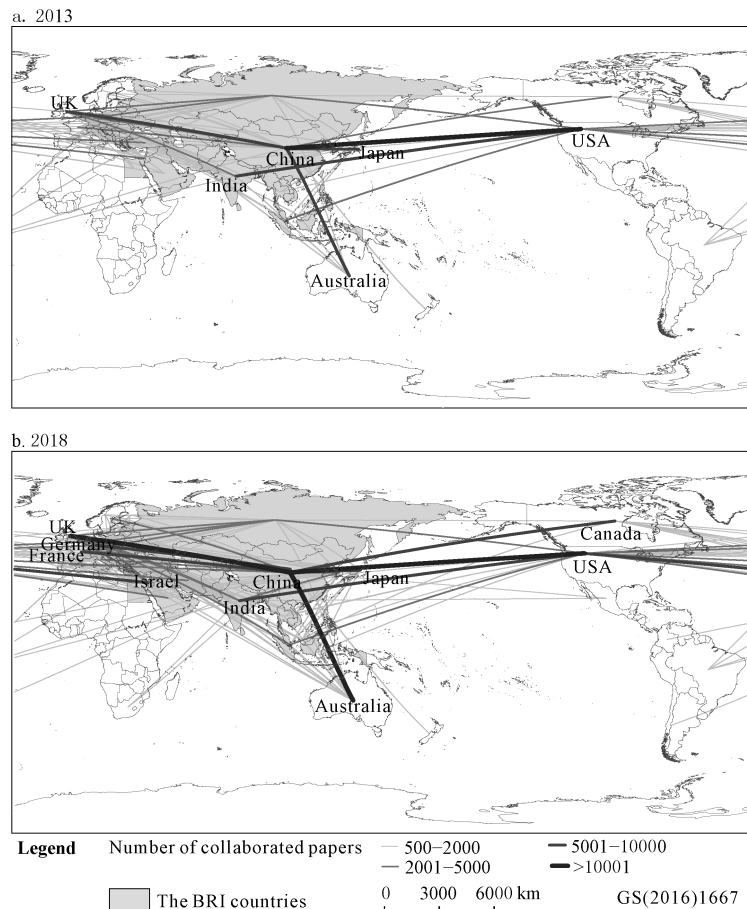 a. 2013
UK
China
Japan
USA
India
Australia
b. 2018
UK
Germany
France
Israel
China
Japan
India
Canada
USA
Australia
Legend
Number of collaborated papers
500–2000
5001–10000
2001–5000
>10001
The BRI countries
0 3000 6000 km
GS(2016)1667